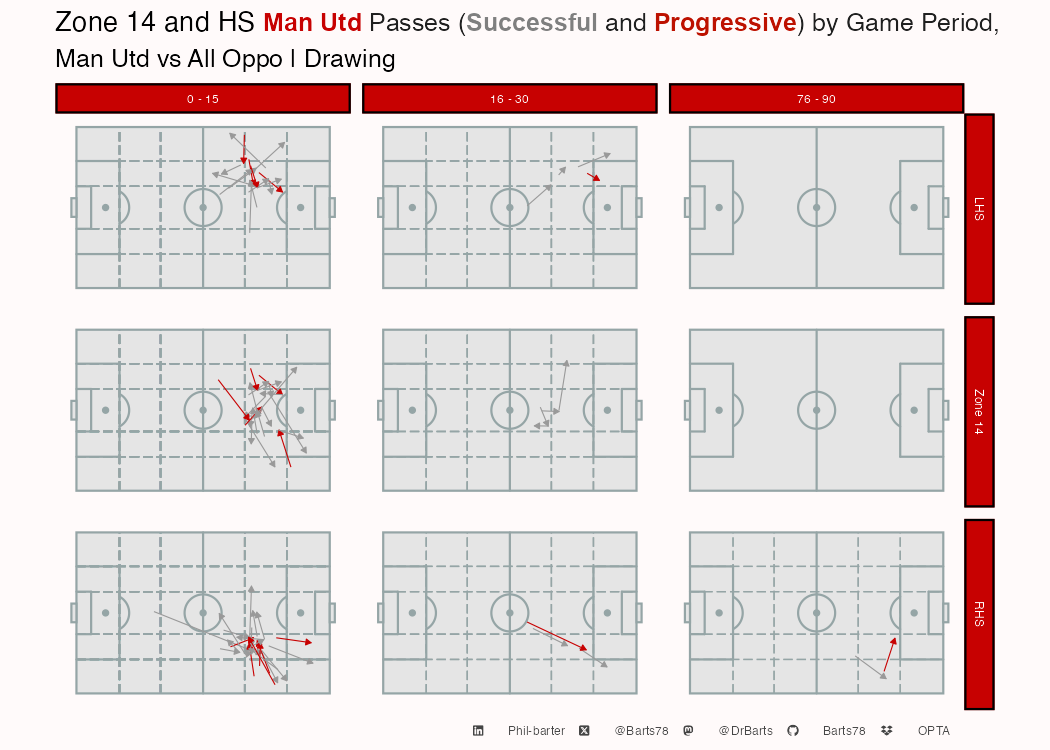 Zone 14 and HS Man Utd Passes (Successful and Progressive) by Game Period,
Man Utd vs All Oppo | Drawing
0 - 15
16 - 30
76 - 90
LHS
Zone 14
RHS
Phil-barter @Barts78 @DrBarts Barts78 OPTA